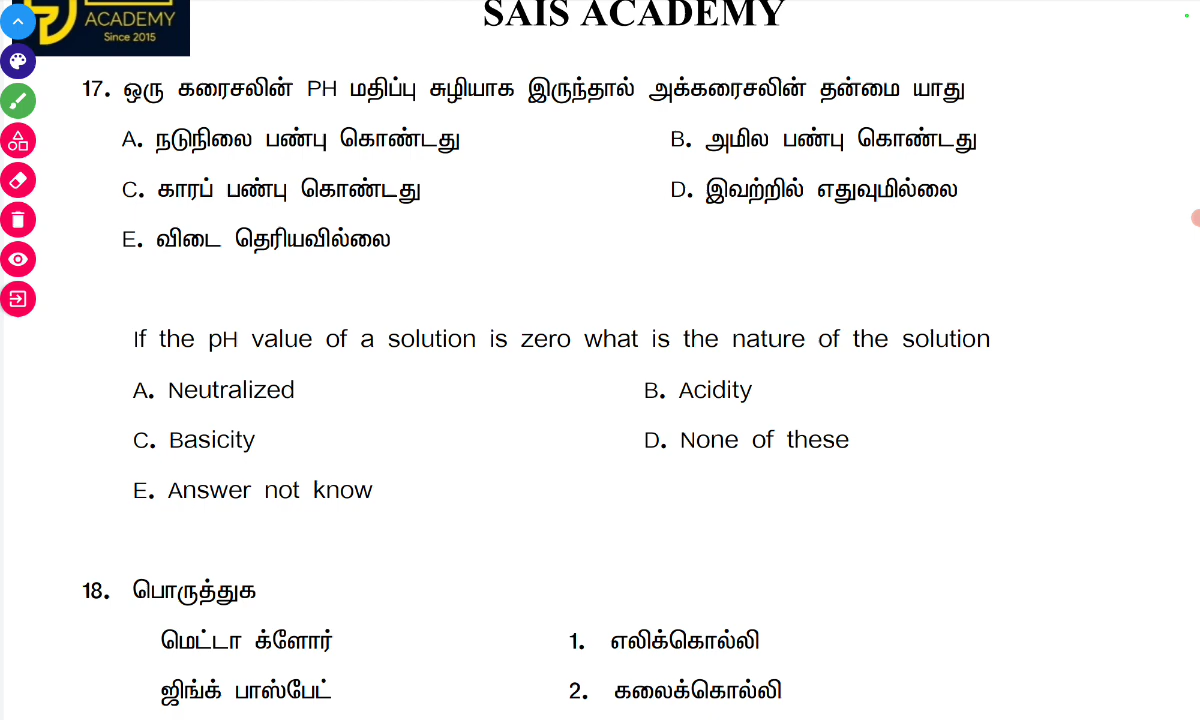 SAIS ACADEMY
ACADEMY
Since 2015
17. ஒரு கரைசலின் PH மதிப்பு சுழியாக இருந்தால் அக்கரைசலின் தன்மை யாது
A. நடுநிலை பண்பு கொண்டது B. அமில பண்பு கொண்டது
C. காரப் பண்பு கொண்டது D. இவற்றில் எதுவுமில்லை
E. விடை தெரியவில்லை
If the pH value of a solution is zero what is the nature of the solution
A. Neutralized B. Acidity
C. Basicity D. None of these
E. Answer not know
18. பொருத்துக
மெட்டா க்ளோர் 1. எலிக்கொல்லி
ஜிங்க் பாஸ்பேட் 2. களைக்கொல்லி